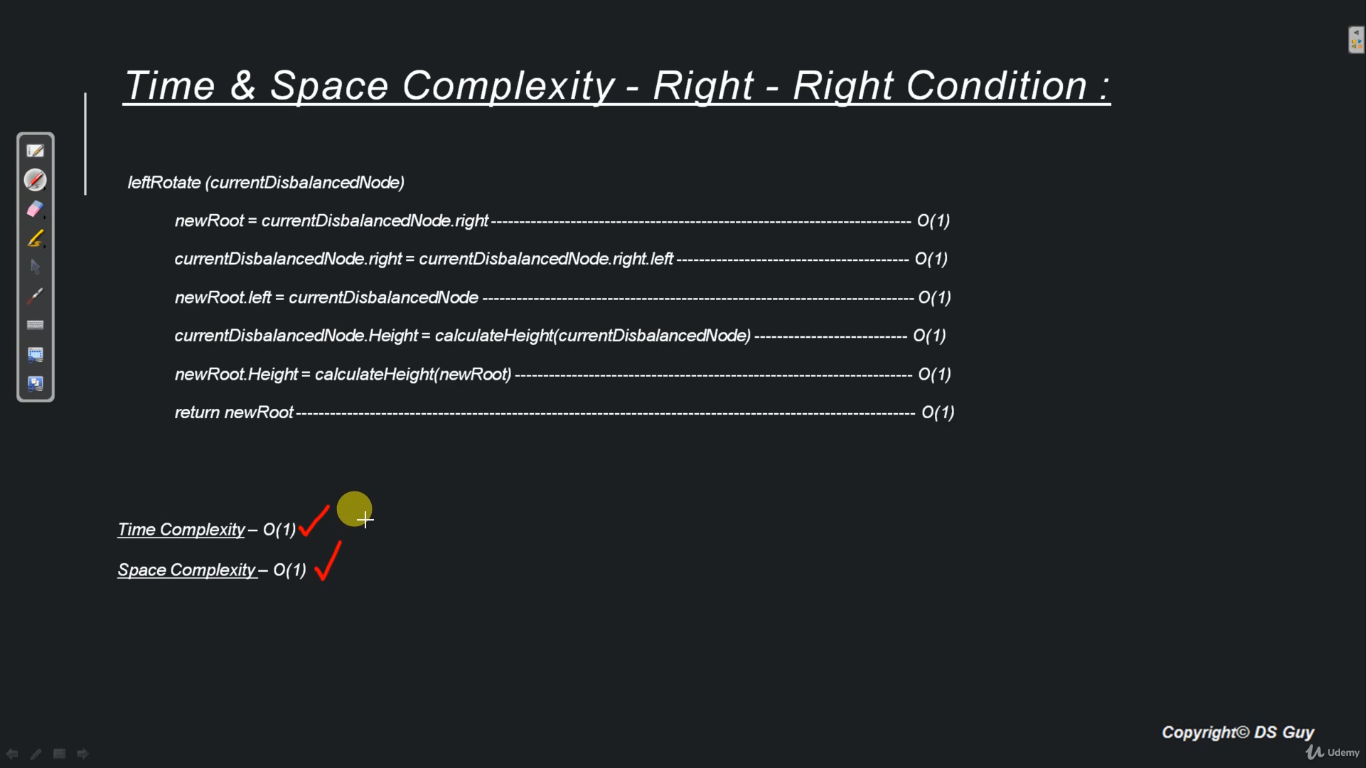 Time & Space Complexity - Right - Right Condition :
leftRotate (currentDisbalancedNode)
newRoot = currentDisbalancedNode.right -------------------------------------------------------------------------- O(1)
currentDisbalancedNode.right = currentDisbalancedNode.right.left ----------------------------------------- O(1)
newRoot.left = currentDisbalancedNode ---------------------------------------------------------------------------- O(1)
currentDisbalancedNode.Height = calculateHeight(currentDisbalancedNode) --------------------------- O(1)
newRoot.Height = calculateHeight(newRoot) ---------------------------------------------------------------------- O(1)
return newRoot ------------------------------------------------------------------------------------------------------------- O(1)
Time Complexity – O(1)
Space Complexity – O(1)
Copyright© DS Guy
Udemy